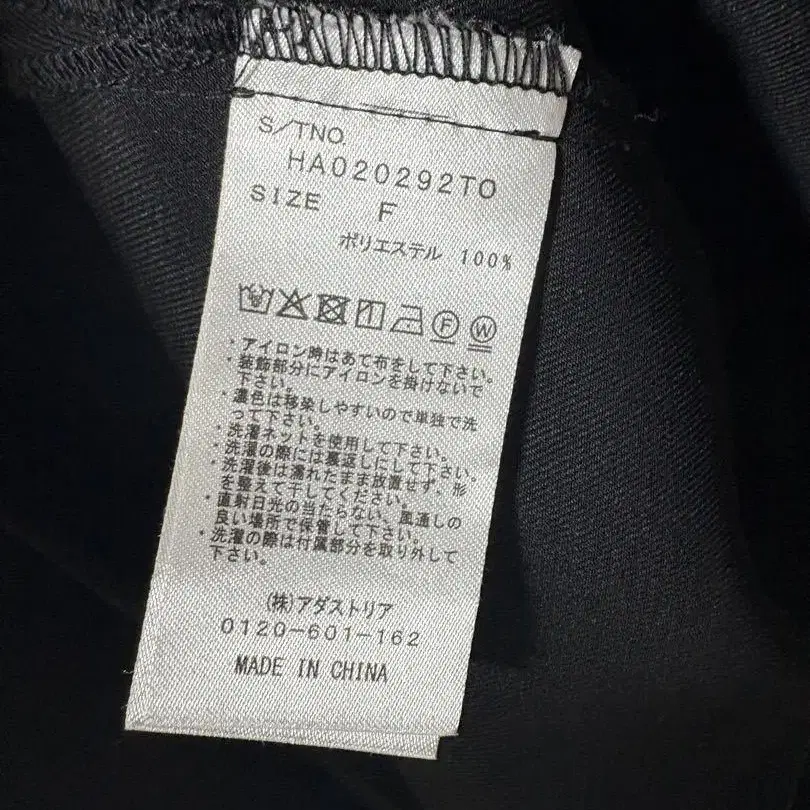 S/TNO.
HA020292TO
SIZE F
ポリエステル 100%
F W
・アイロン時はあて布をして下さい。
・装飾部分にアイロンを掛けないで
下さい。
・濃色は移染しやすいので単独で洗
って下さい。
・洗濯ネットを使用して下さい。
・洗濯の際には裏返しにして下さい。
・洗濯後は濡れたまま放置せず、形
を整えて干してください。
・直射日光の当たらない、風通しの
良い場所で保管して下さい。
・洗濯の際は付属部分を取り外して
下さい。
(株)アダストリア
0120-601-162
MADE IN CHINA